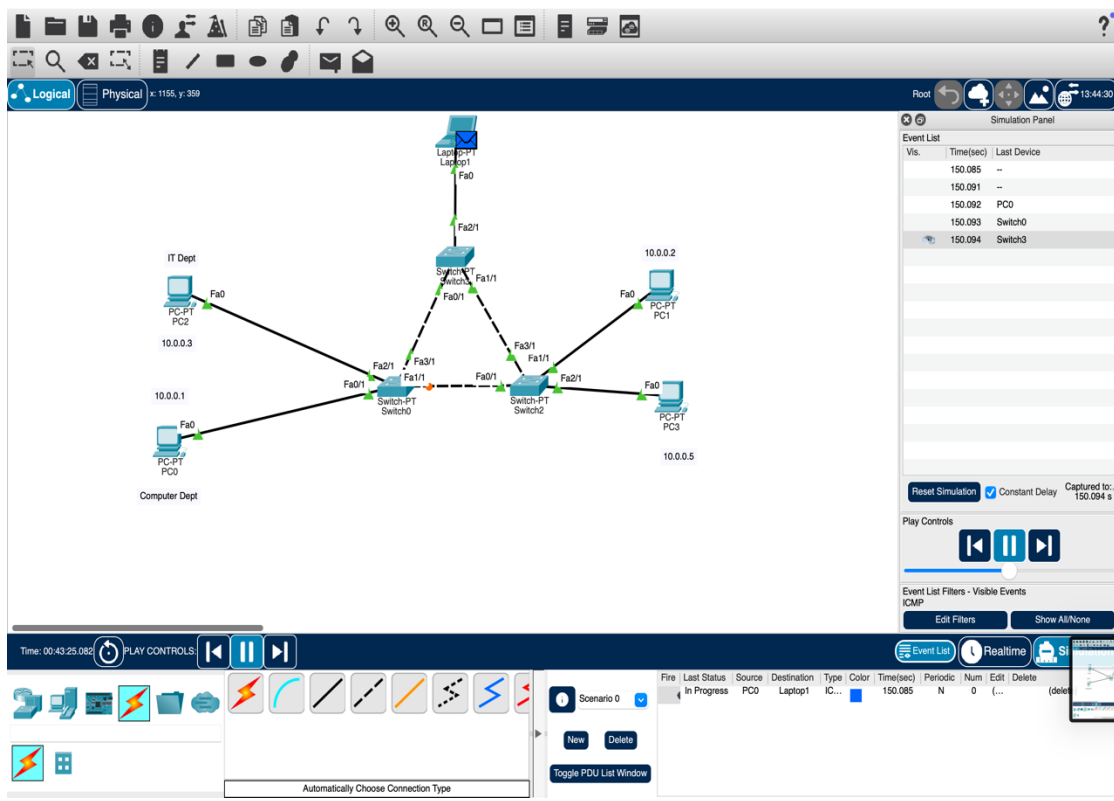 ?
Logical
Physical
x: 1155, y: 359
Root
13:44:30
Simulation Panel
Event List
Vis. Time(sec) Last Device
150.085 --
150.091 --
150.092 PC0
150.093 Switch0
150.094 Switch3
Laptop-PT
Laptop1
Fa0
Fa2/1
Switch-PT
Fa1/1
Fa0/1
IT Dept
Fa0
PC-PT
PC2
10.0.0.3
10.0.0.2
Fa0
PC-PT
PC1
Fa2/1
Fa3/1
Fa1/1
Fa0/1
Switch-PT
Switch0
Fa3/1
Fa1/1
Fa0/1
Fa2/1
Switch-PT
Switch2
10.0.0.1
Fa0
PC-PT
PC0
Computer Dept
Fa0
PC-PT
PC3
10.0.0.5
Reset Simulation
Constant Delay
Captured to:
150.094 s
Play Controls
Event List Filters - Visible Events
ICMP
Edit Filters
Show All/None
Time: 00:43:25.082
PLAY CONTROLS:
Event List
Realtime
Scenario 0
New
Delete
Toggle PDU List Window
Fire Last Status Source Destination Type Color Time(sec) Periodic Num Edit Delete
In Progress PC0 Laptop1 IC... 150.085 N 0 (...
Automatically Choose Connection Type